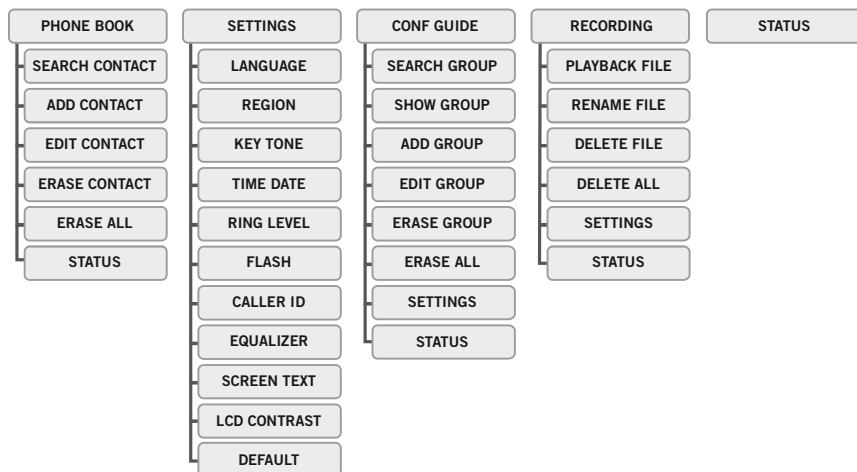 PHONE BOOK
SEARCH CONTACT
ADD CONTACT
EDIT CONTACT
ERASE CONTACT
ERASE ALL
STATUS
SETTINGS
LANGUAGE
REGION
KEY TONE
TIME DATE
RING LEVEL
FLASH
CALLER ID
EQUALIZER
SCREEN TEXT
LCD CONTRAST
DEFAULT
CONF GUIDE
SEARCH GROUP
SHOW GROUP
ADD GROUP
EDIT GROUP
ERASE GROUP
ERASE ALL
SETTINGS
STATUS
RECORDING
PLAYBACK FILE
RENAME FILE
DELETE FILE
DELETE ALL
SETTINGS
STATUS
STATUS